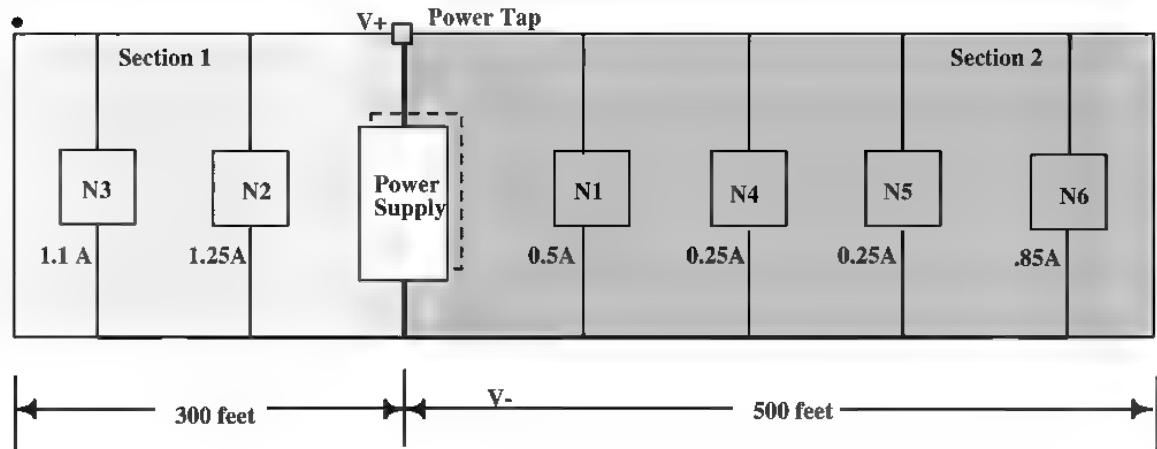 V+ Power Tap
Section 1
Section 2
N3
N2
Power
Supply
N1
N4
N5
N6
1.1 A
1.25A
0.5A
0.25A
0.25A
.85A
300 feet
V-
500 feet